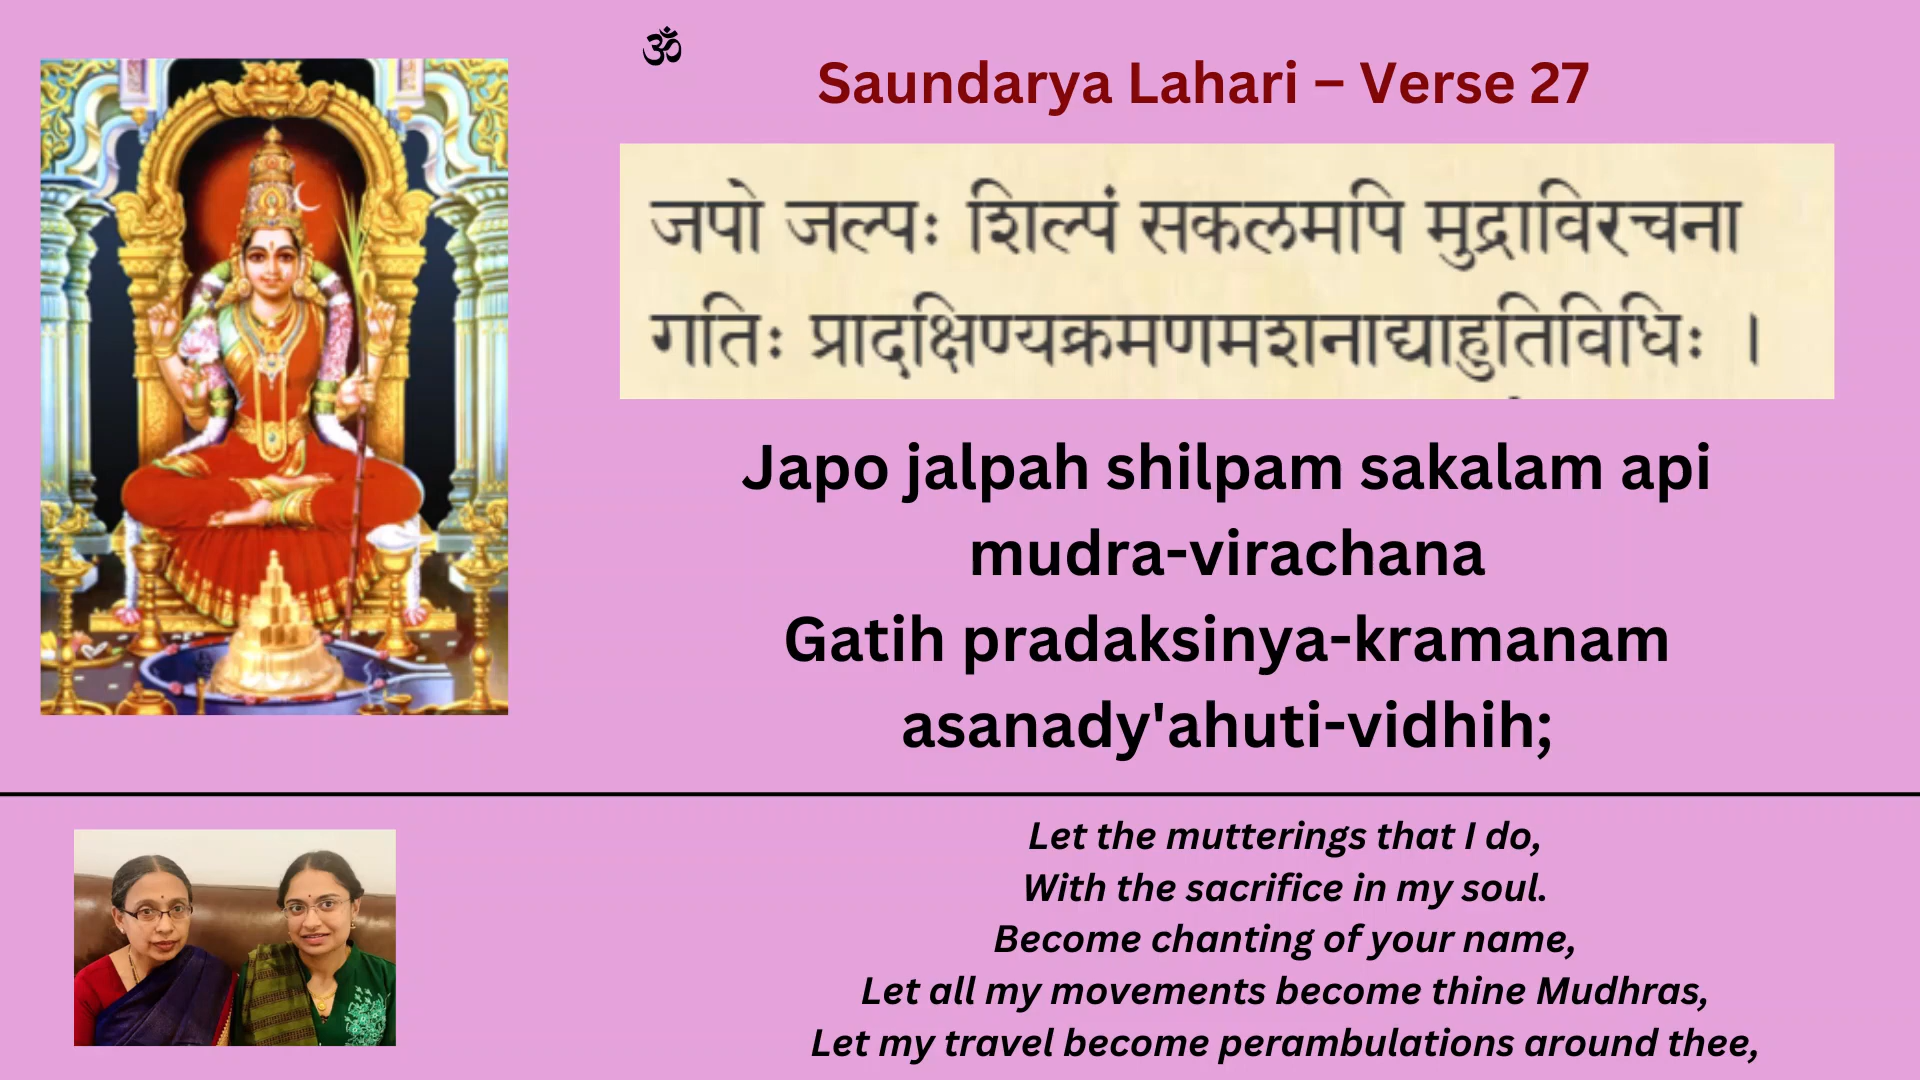 ॐ
Saundarya Lahari – Verse 27
जपो जल्पः शिल्पं सकलमपि मुद्राविरचना
गतिः प्रादक्षिण्यक्रमणमशनाद्याहुतिविधिः ।
Japo jalpah shilpam sakalam api
mudra-virachana
Gatih pradaksinya-kramanam
asanady'ahuti-vidhih;
Let the mutterings that I do,
With the sacrifice in my soul.
Become chanting of your name,
Let all my movements become thine Mudhras,
Let my travel become perambulations around thee,